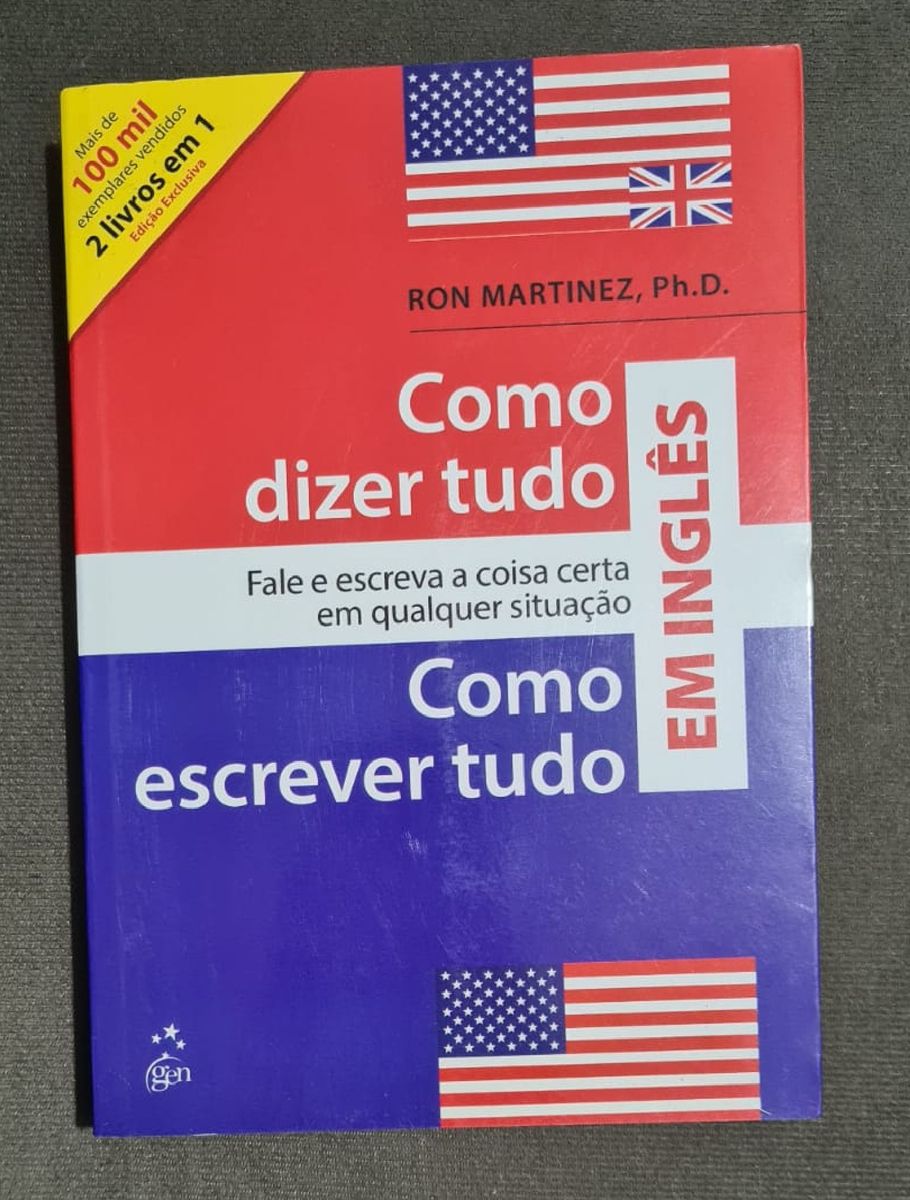 Mais de
100 mil
exemplares vendidos
2 livros em 1
Edição Exclusiva
RON MARTINEZ, Ph.D.
Como
dizer tudo
EM INGLÊS
Fale e escreva a coisa certa
em qualquer situação
Como
escrever tudo
gen